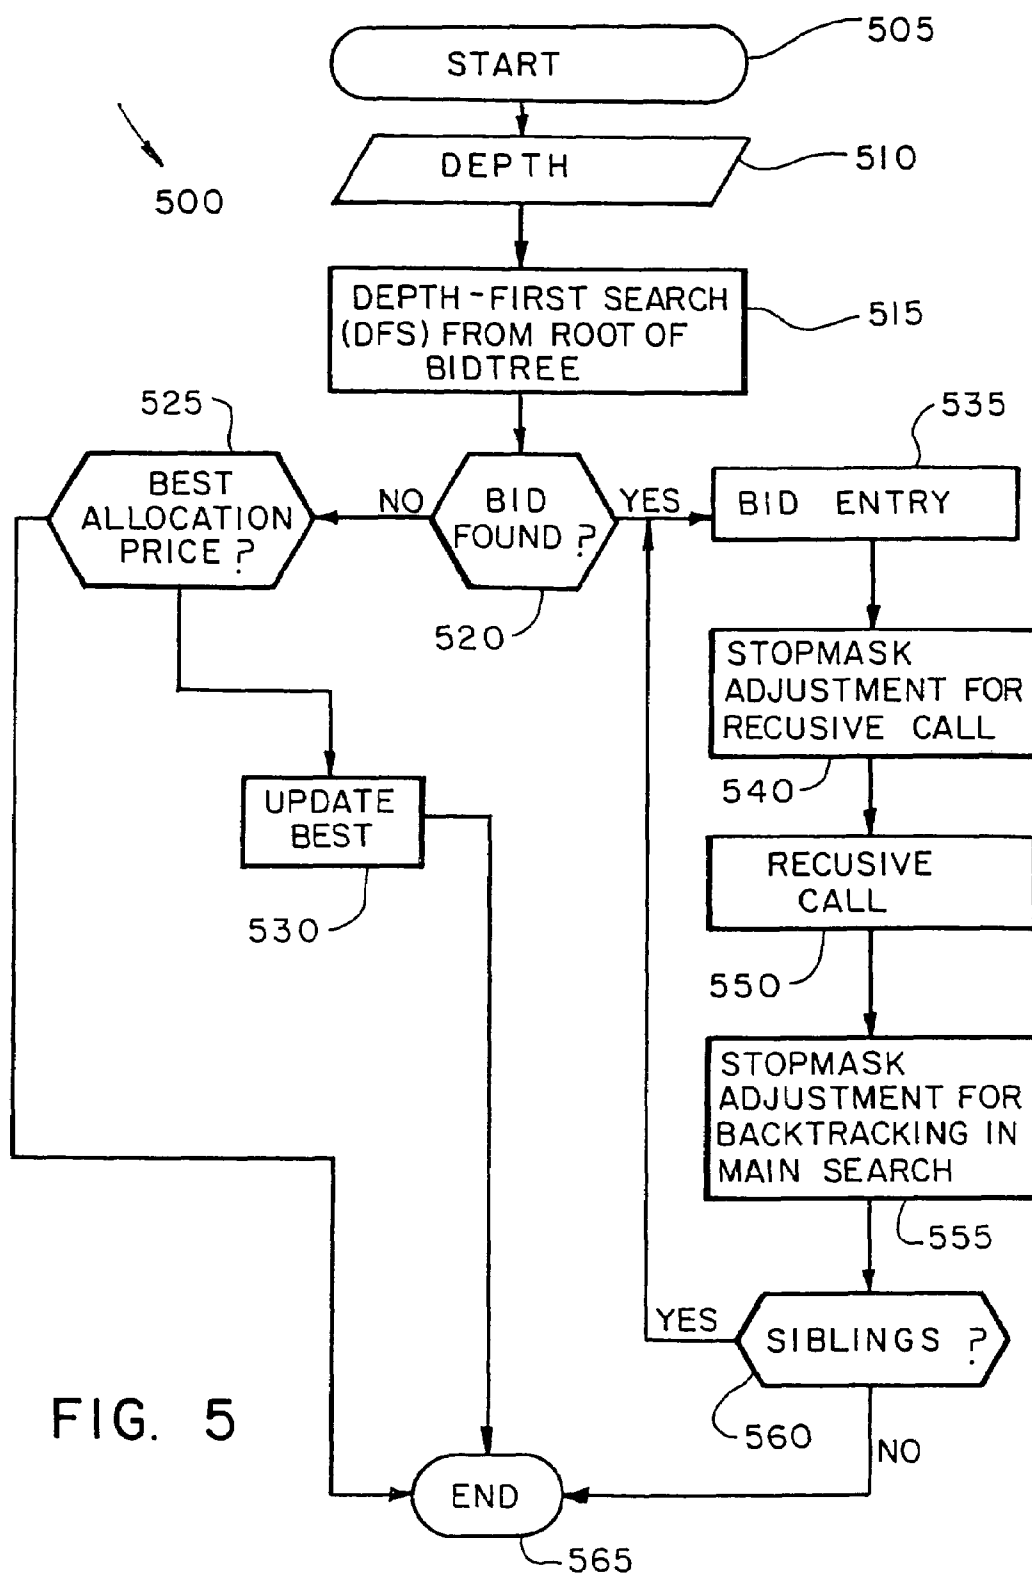 505
START
510
DEPTH
500
DEPTH-FIRST SEARCH
(DFS) FROM ROOT OF
BIDTREE
515
525
535
BEST
ALLOCATION
PRICE?
NO
BID
FOUND?
YES
BID ENTRY
520
STOPMASK
ADJUSTMENT FOR
RECUSIVE CALL
540
UPDATE
BEST
530
RECUSIVE
CALL
550
STOPMASK
ADJUSTMENT FOR
BACKTRACKING IN
MAIN SEARCH
555
YES
SIBLINGS ?
560
NO
FIG. 5
END
565